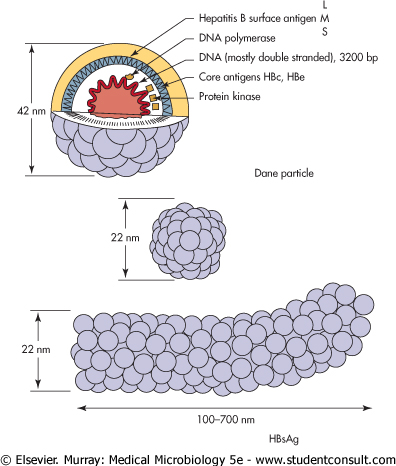 Hepatitis B surface antigen
L
M
S
DNA polymerase
DNA (mostly double stranded), 3200 bp
Core antigens HBc, HBe
Protein kinase
42 nm
Dane particle
22 nm
22 nm
100–700 nm
HBsAg
© Elsevier. Murray: Medical Microbiology 5e - www.studentconsult.com